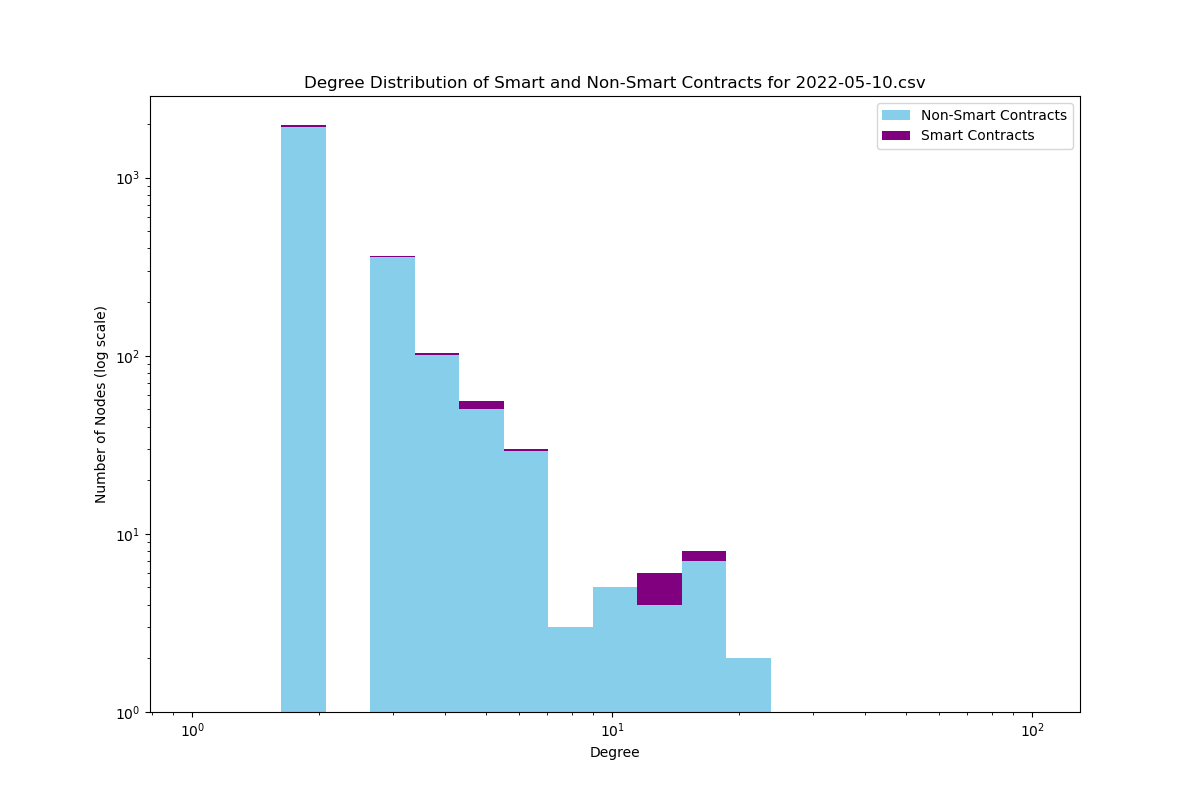 Degree Distribution of Smart and Non-Smart Contracts for 2022-05-10.csv
Non-Smart Contracts
Smart Contracts
Number of Nodes (log scale)
10³
10²
10¹
10⁰
10⁰ 10¹ 10²
Degree